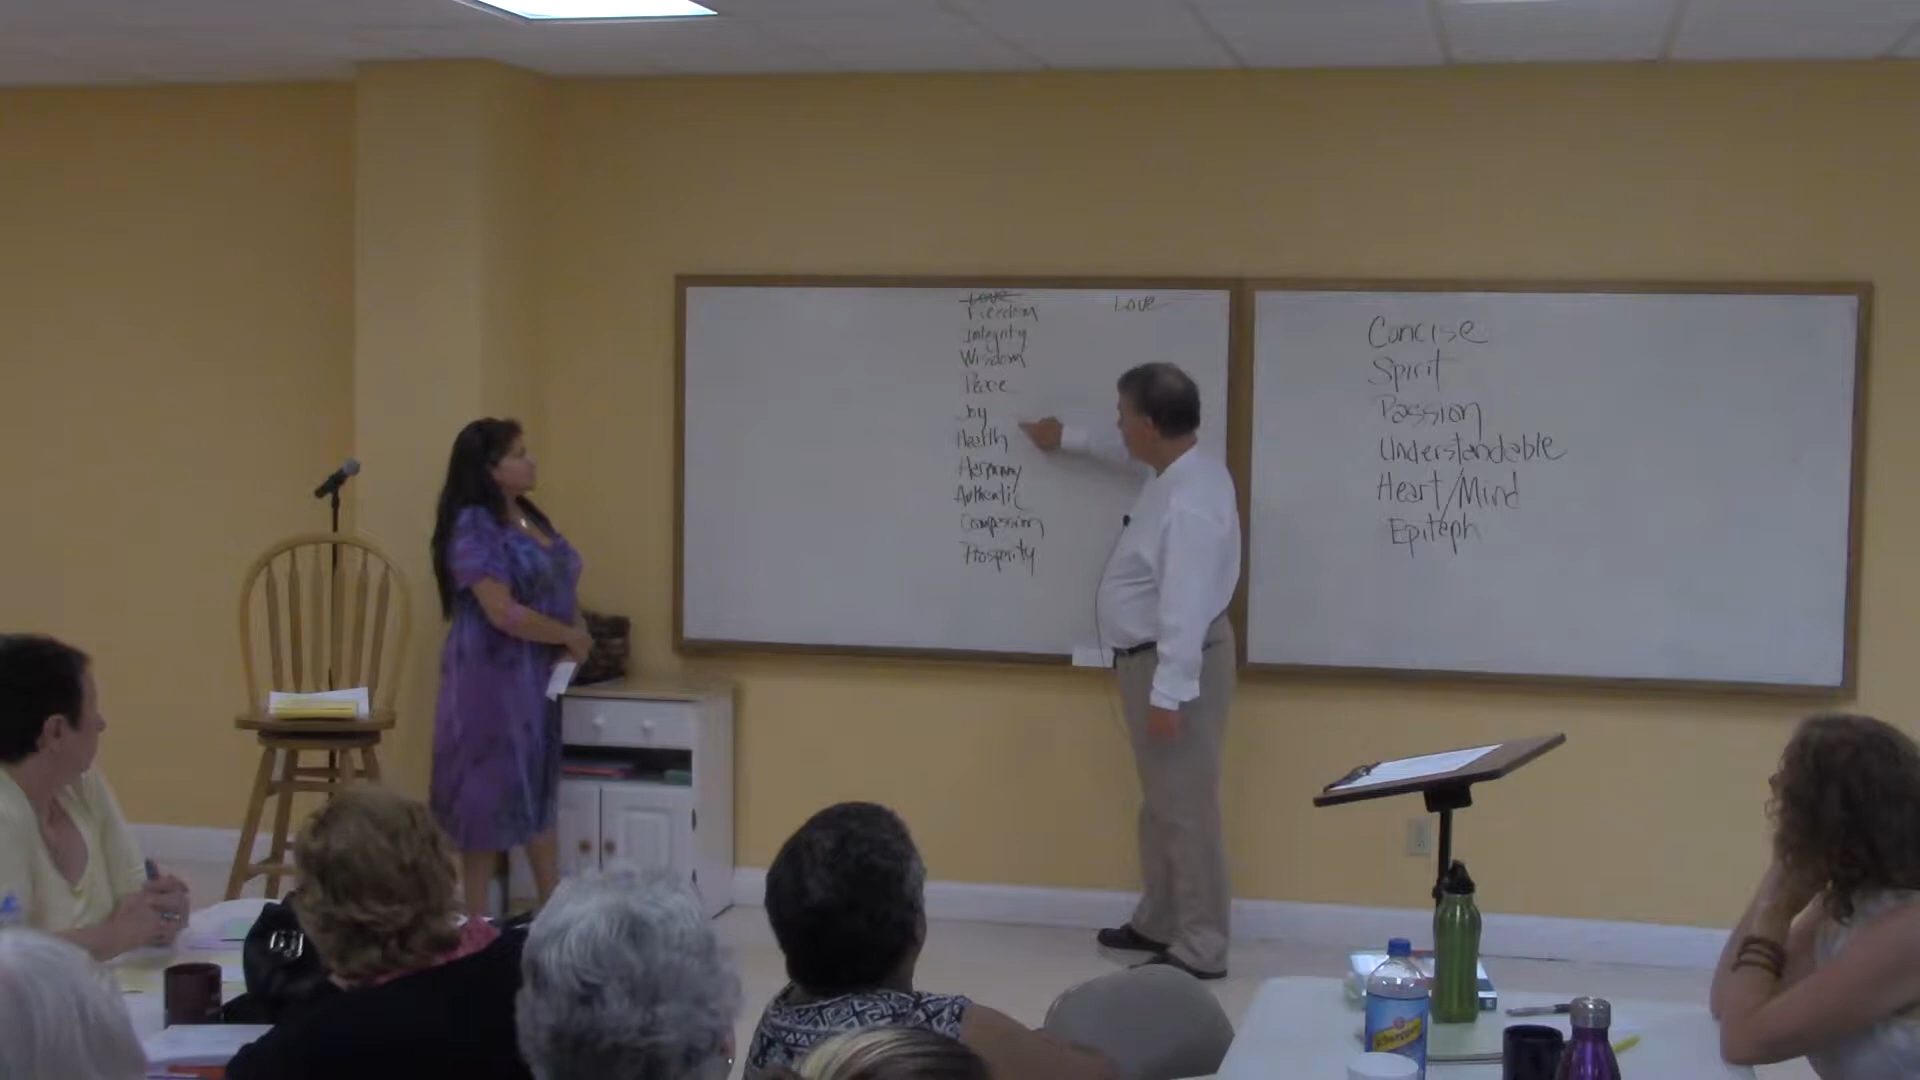 Love
Love
Freedom
Integrity
Wisdom
Peace
Joy
Health
Harmony
Authentic
Compassion
Prosperity
Concise
Spirit
Passion
Understandable
Heart/Mind
Epiteph